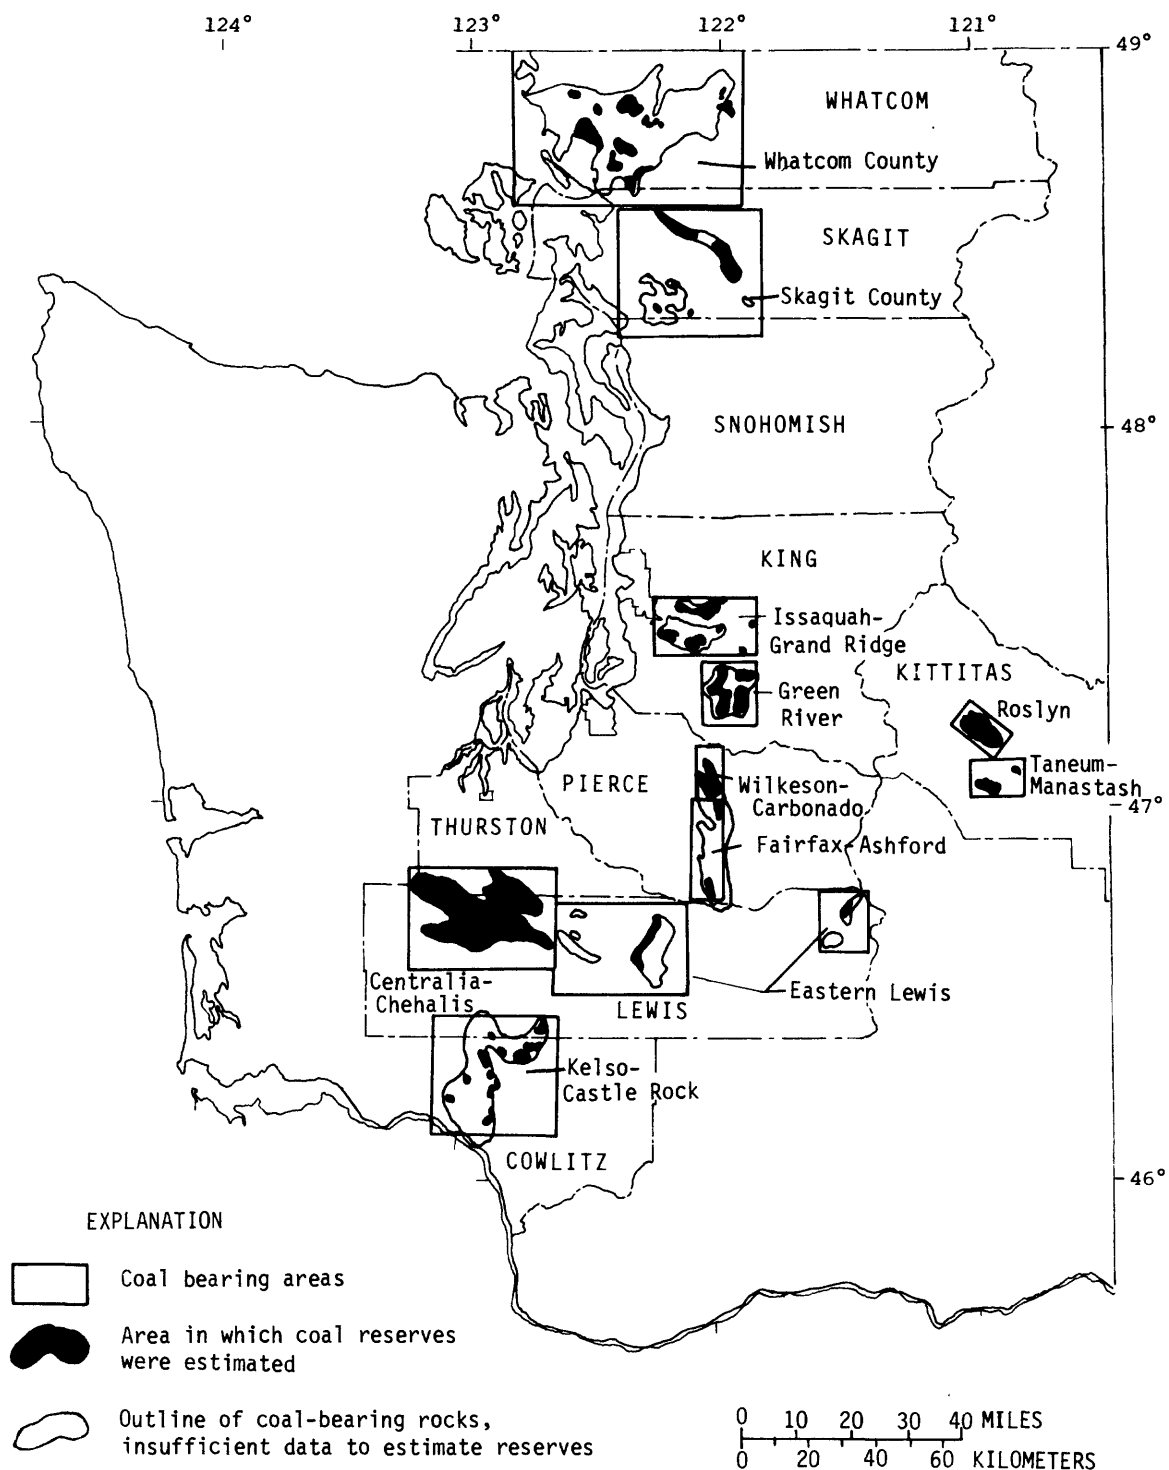 124° 123° 122° 121°
49°
WHATCOM
Whatcom County
SKAGIT
Skagit County
SNOHOMISH
48°
KING
Issaquah-
Grand Ridge
KITTITAS
Green
River
Roslyn
Taneum-
Manastash
47°
PIERCE
Wilkeson-
Carbonado
THURSTON
Fairfax-Ashford
Centralia-
Chehalis
Eastern Lewis
LEWIS
Kelso-
Castle Rock
COWLITZ
46°
EXPLANATION
Coal bearing areas
Area in which coal reserves
were estimated
Outline of coal-bearing rocks,
insufficient data to estimate reserves
0 10 20 30 40 MILES
0 20 40 60 KILOMETERS